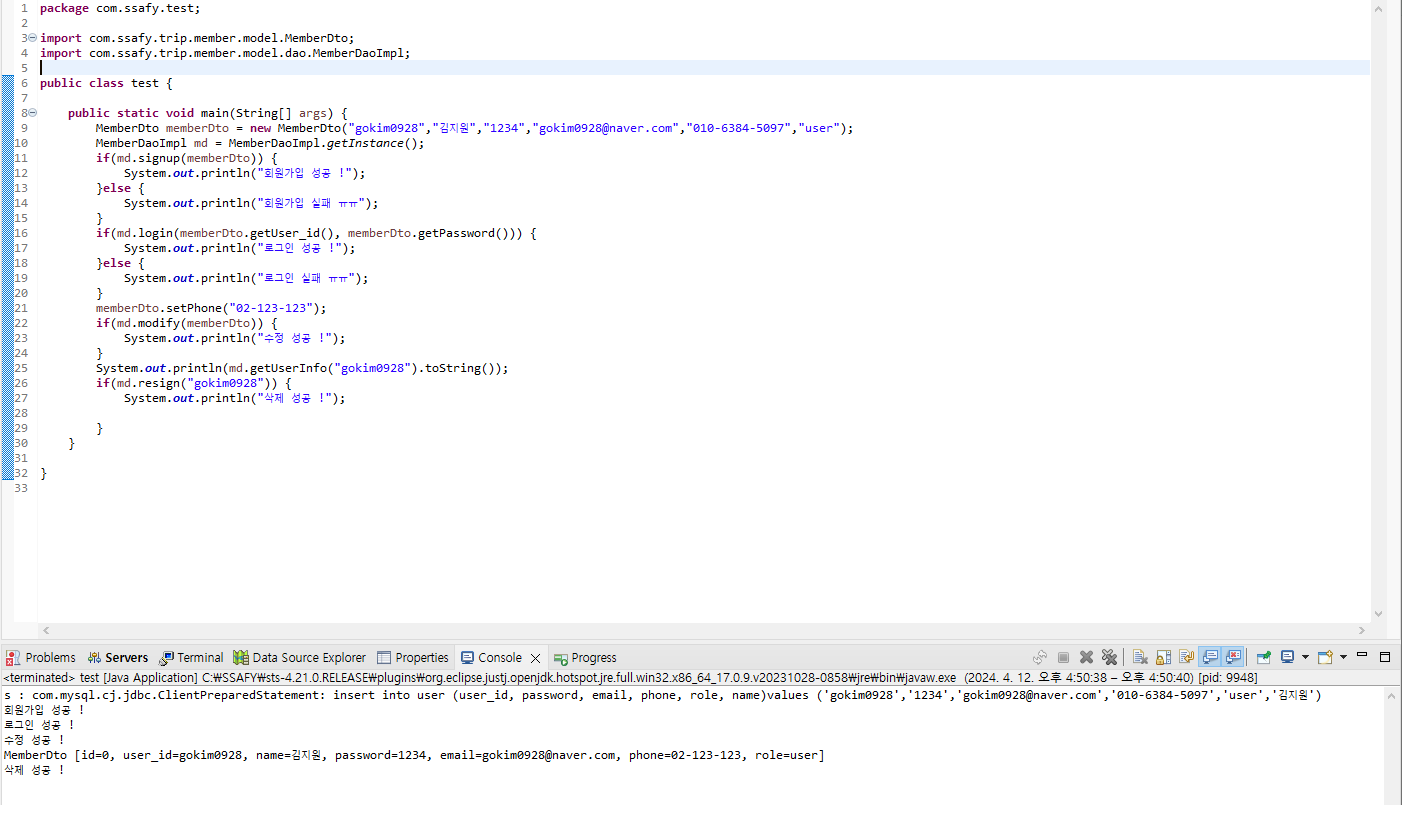 1 package com.ssafy.test;
2
3 import com.ssafy.trip.member.model.MemberDto;
4 import com.ssafy.trip.member.model.dao.MemberDaoImpl;
5
6 public class test {
7
8 public static void main(String[] args) {
9 MemberDto memberDto = new MemberDto("gokim0928","김지원","1234","gokim0928@naver.com","010-6384-5097","user");
10 MemberDaoImpl md = MemberDaoImpl.getInstance();
11 if(md.signup(memberDto)) {
12 System.out.println("회원가입 성공 !");
13 }else {
14 System.out.println("회원가입 실패 ㅠㅠ");
15 }
16 if(md.login(memberDto.getUser_id(), memberDto.getPassword())) {
17 System.out.println("로그인 성공 !");
18 }else {
19 System.out.println("로그인 실패 ㅠㅠ");
20 }
21 memberDto.setPhone("02-123-123");
22 if(md.modify(memberDto)) {
23 System.out.println("수정 성공 !");
24 }
25 System.out.println(md.getUserInfo("gokim0928").toString());
26 if(md.resign("gokim0928")) {
27 System.out.println("삭제 성공 !");
28
29 }
30 }
31
32 }
33
Problems Servers Terminal Data Source Explorer Properties Console Progress
<terminated> test [Java Application] C:₩SSAFY₩sts-4.21.0.RELEASE₩plugins₩org.eclipse.justj.openjdk.hotspot.jre.full.win32.x86_64_17.0.9.v20231028-0858₩jre₩bin₩javaw.exe (2024. 4. 12. 오후 4:50:38 – 오후 4:50:40) [pid: 9948]
s : com.mysql.cj.jdbc.ClientPreparedStatement: insert into user (user_id, password, email, phone, role, name)values ('gokim0928','1234','gokim0928@naver.com','010-6384-5097','user','김지원')
회원가입 성공 !
로그인 성공 !
수정 성공 !
MemberDto [id=0, user_id=gokim0928, name=김지원, password=1234, email=gokim0928@naver.com, phone=02-123-123, role=user]
삭제 성공 !